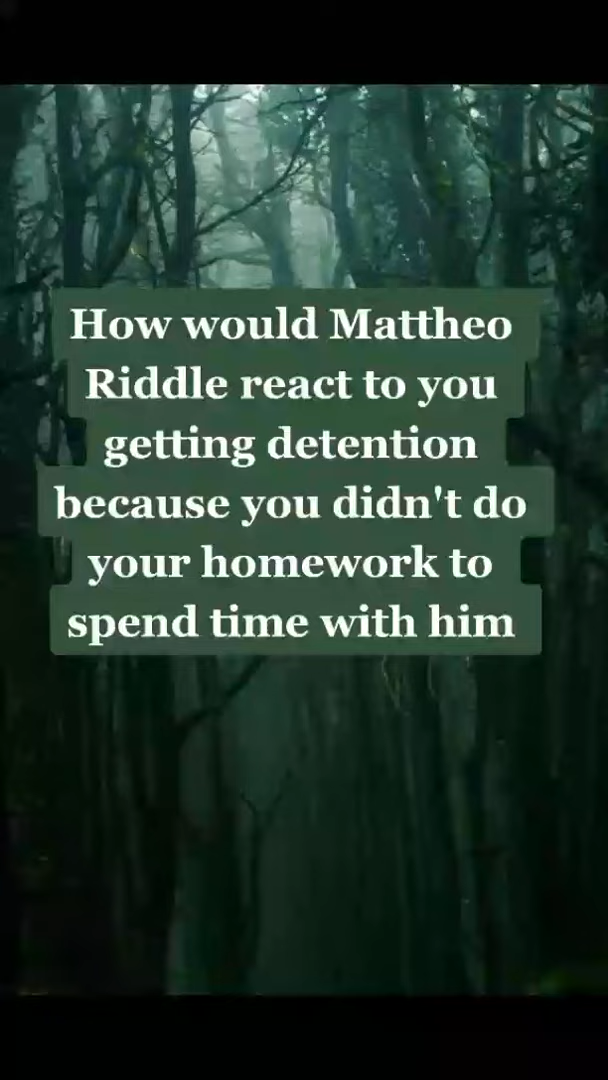 How would Mattheo
Riddle react to you
getting detention
because you didn't do
your homework to
spend time with him